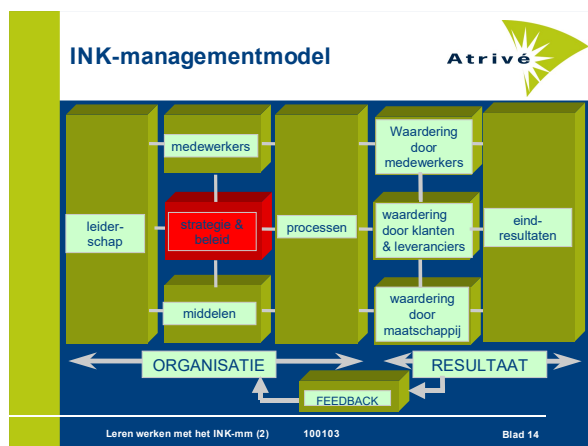 INK-managementmodel
Atrivé
medewerkers
Waardering
door
medewerkers
leider-
schap
strategie &
beleid
processen
waardering
door klanten
& leveranciers
eind-
resultaten
middelen
waardering
door
maatschappij
ORGANISATIE
RESULTAAT
FEEDBACK
Leren werken met het INK-mm (2)
100103
Blad 14